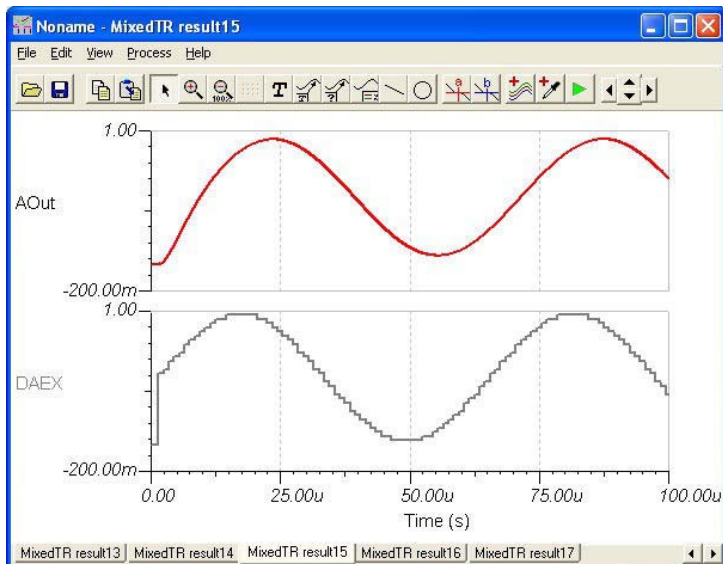 Noname - MixedTR result15
File Edit View Process Help
100% T ? a b
1.00
AOut
-200.00m
1.00
DAEX
-200.00m
0.00 25.00u 50.00u 75.00u 100.00u
Time (s)
MixedTR result13 MixedTR result14 MixedTR result15 MixedTR result16 MixedTR result17